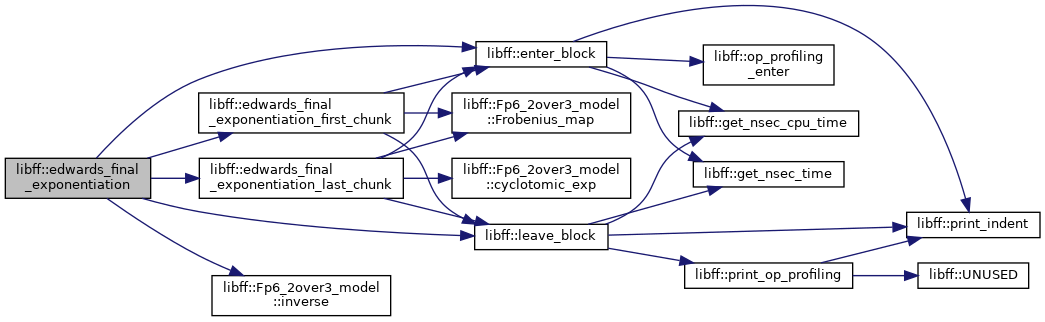 libff::edwards_final
_exponentiation
libff::edwards_final
_exponentiation_first_chunk
libff::edwards_final
_exponentiation_last_chunk
libff::Fp6_2over3_model
::inverse
libff::enter_block
libff::Fp6_2over3_model
::Frobenius_map
libff::Fp6_2over3_model
::cyclotomic_exp
libff::leave_block
libff::op_profiling
_enter
libff::get_nsec_cpu_time
libff::get_nsec_time
libff::print_op_profiling
libff::print_indent
libff::UNUSED